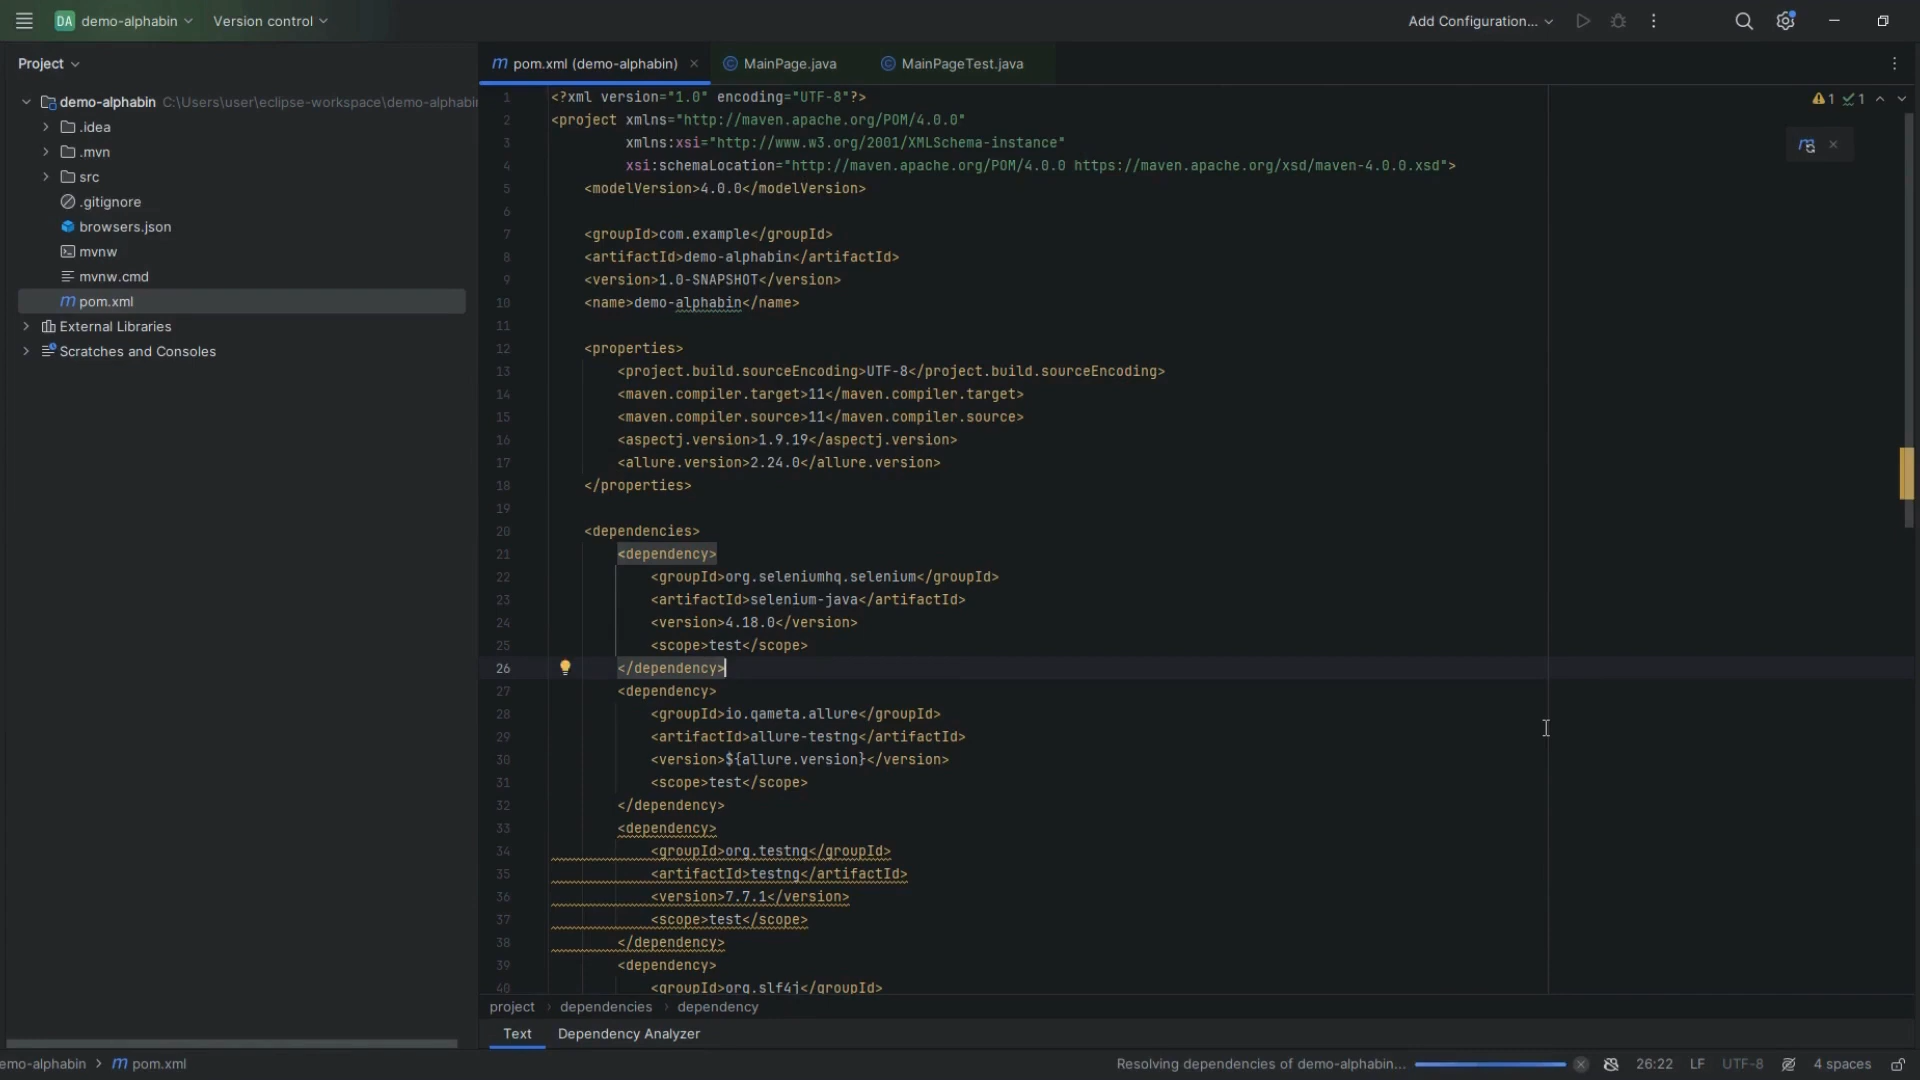 DA demo-alphabin Version control Add Configuration...
Project
pom.xml (demo-alphabin) MainPage.java MainPageTest.java
demo-alphabin C:\Users\user\eclipse-workspace\demo-alphabin
.idea
.mvn
src
.gitignore
browsers.json
mvnw
mvnw.cmd
pom.xml
External Libraries
Scratches and Consoles
1 <?xml version="1.0" encoding="UTF-8"?>
2 <project xmlns="http://maven.apache.org/POM/4.0.0"
3 xmlns:xsi="http://www.w3.org/2001/XMLSchema-instance"
4 xsi:schemaLocation="http://maven.apache.org/POM/4.0.0 https://maven.apache.org/xsd/maven-4.0.0.xsd">
5 <modelVersion>4.0.0</modelVersion>
6
7 <groupId>com.example</groupId>
8 <artifactId>demo-alphabin</artifactId>
9 <version>1.0-SNAPSHOT</version>
10 <name>demo-alphabin</name>
11
12 <properties>
13 <project.build.sourceEncoding>UTF-8</project.build.sourceEncoding>
14 <maven.compiler.target>11</maven.compiler.target>
15 <maven.compiler.source>11</maven.compiler.source>
16 <aspectj.version>1.9.19</aspectj.version>
17 <allure.version>2.24.0</allure.version>
18 </properties>
19
20 <dependencies>
21 <dependency>
22 <groupId>org.seleniumhq.selenium</groupId>
23 <artifactId>selenium-java</artifactId>
24 <version>4.18.0</version>
25 <scope>test</scope>
26 </dependency>
27 <dependency>
28 <groupId>io.qameta.allure</groupId>
29 <artifactId>allure-testng</artifactId>
30 <version>${allure.version}</version>
31 <scope>test</scope>
32 </dependency>
33 <dependency>
34 <groupId>org.testng</groupId>
35 <artifactId>testng</artifactId>
36 <version>7.7.1</version>
37 <scope>test</scope>
38 </dependency>
39 <dependency>
40 <groupId>org.slf4j</groupId>
1 1
project dependencies dependency
Text Dependency Analyzer
emo-alphabin pom.xml Resolving dependencies of demo-alphabin... 26:22 LF UTF-8 4 spaces